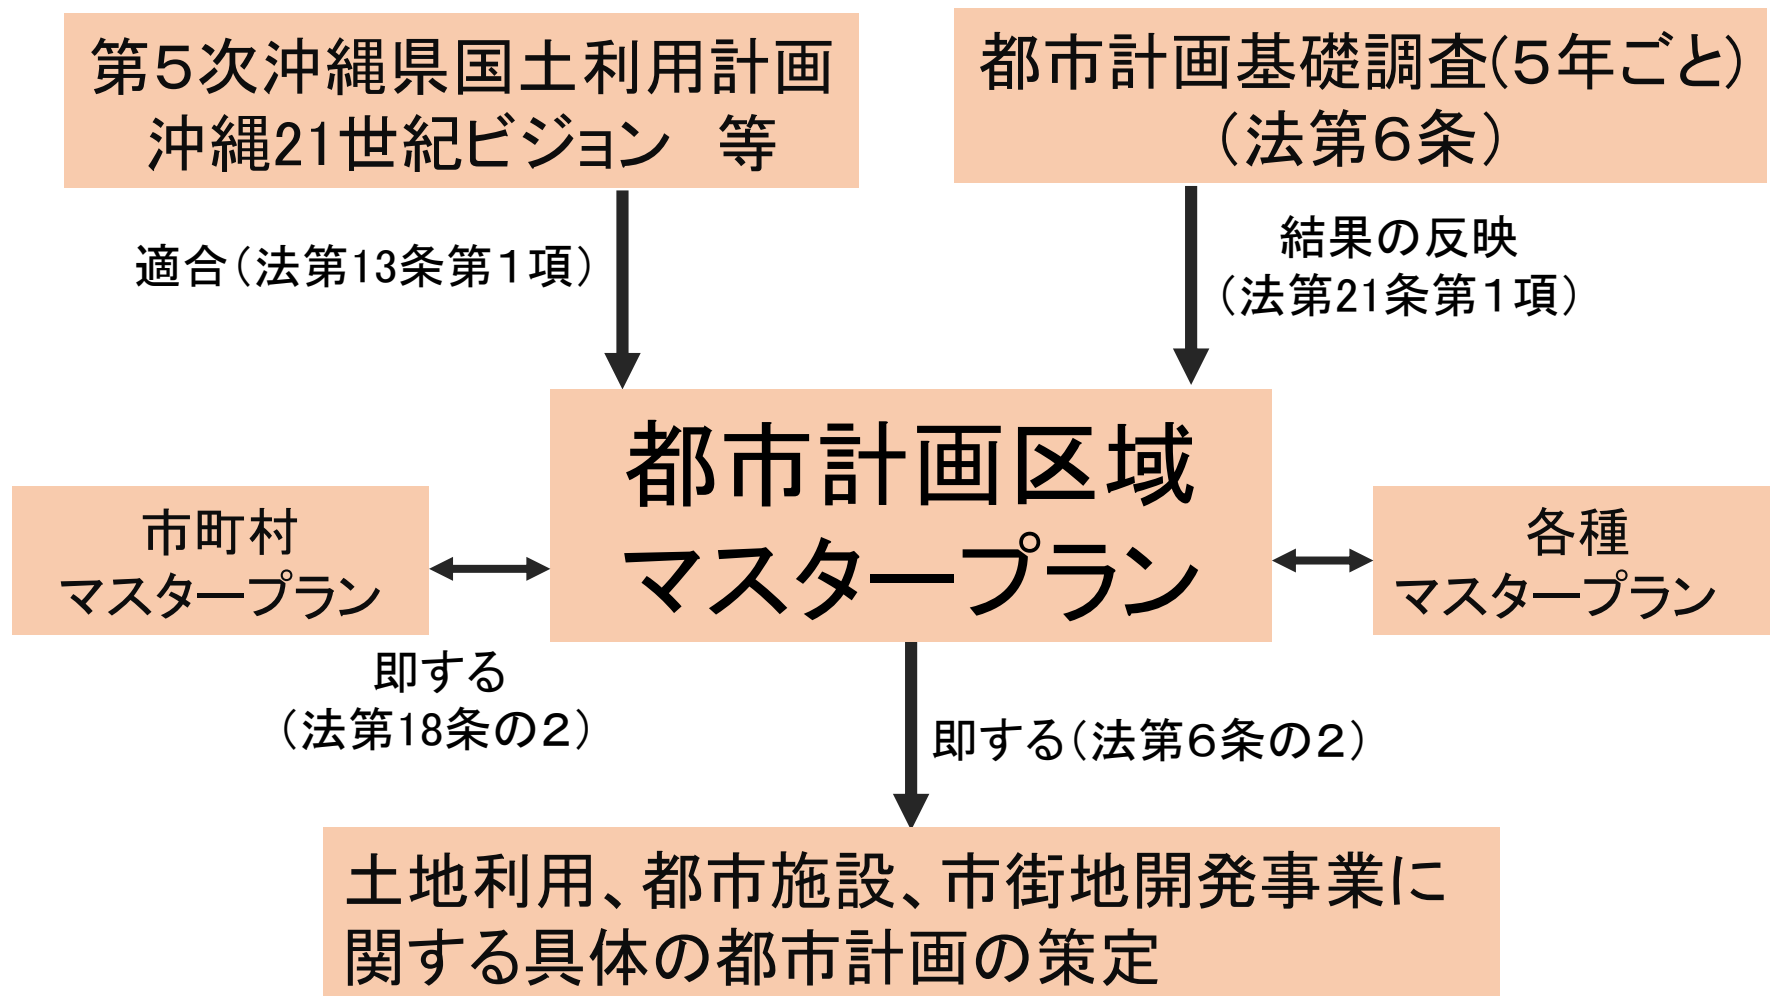 第５次沖縄県国土利用計画
沖縄21世紀ビジョン　等
都市計画基礎調査(５年ごと)
（法第６条）
適合（法第13条第１項）
結果の反映
（法第21条第１項）
都市計画区域
マスタープラン
市町村
マスタープラン
各種
マスタープラン
即する
（法第18条の２）
即する（法第６条の２）
土地利用、都市施設、市街地開発事業に
関する具体の都市計画の策定